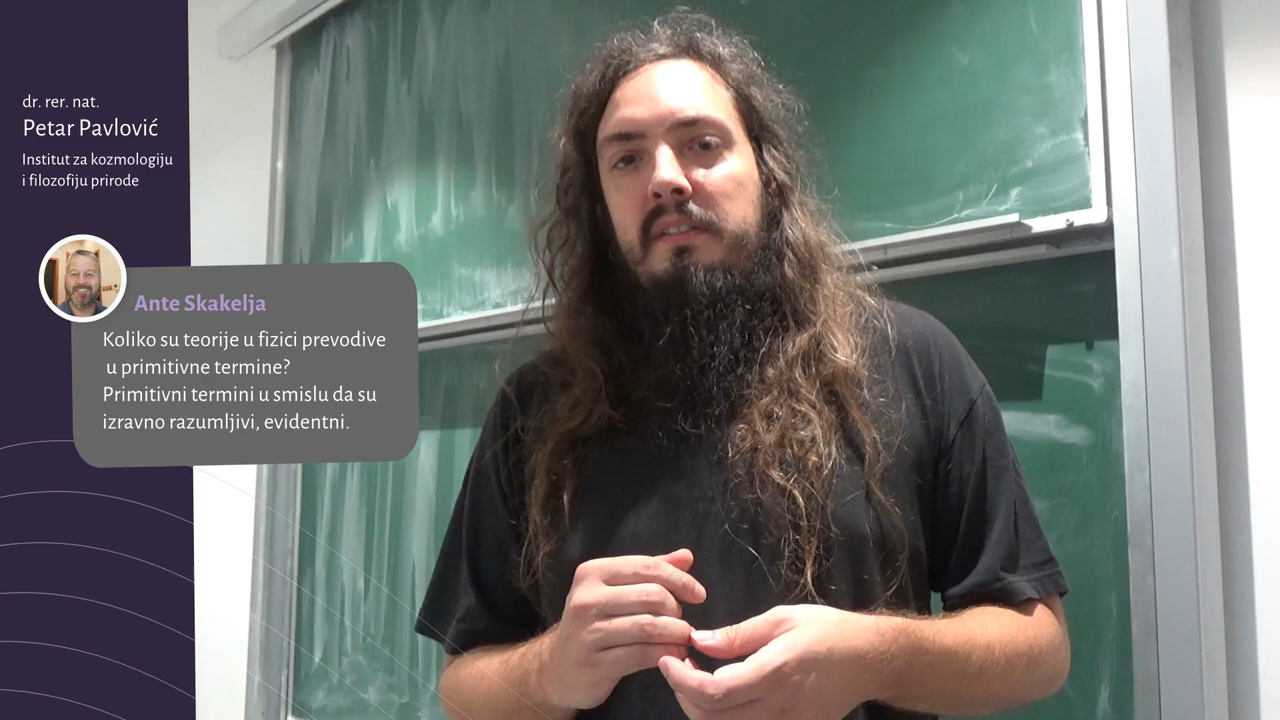 dr. rer. nat.
Petar Pavlović
Institut za kozmologiju
i filozofiju prirode
Ante Skakelja
Koliko su teorije u fizici prevodive
u primitivne termine?
Primitivni termini u smislu da su
izravno razumljivi, evidentni.